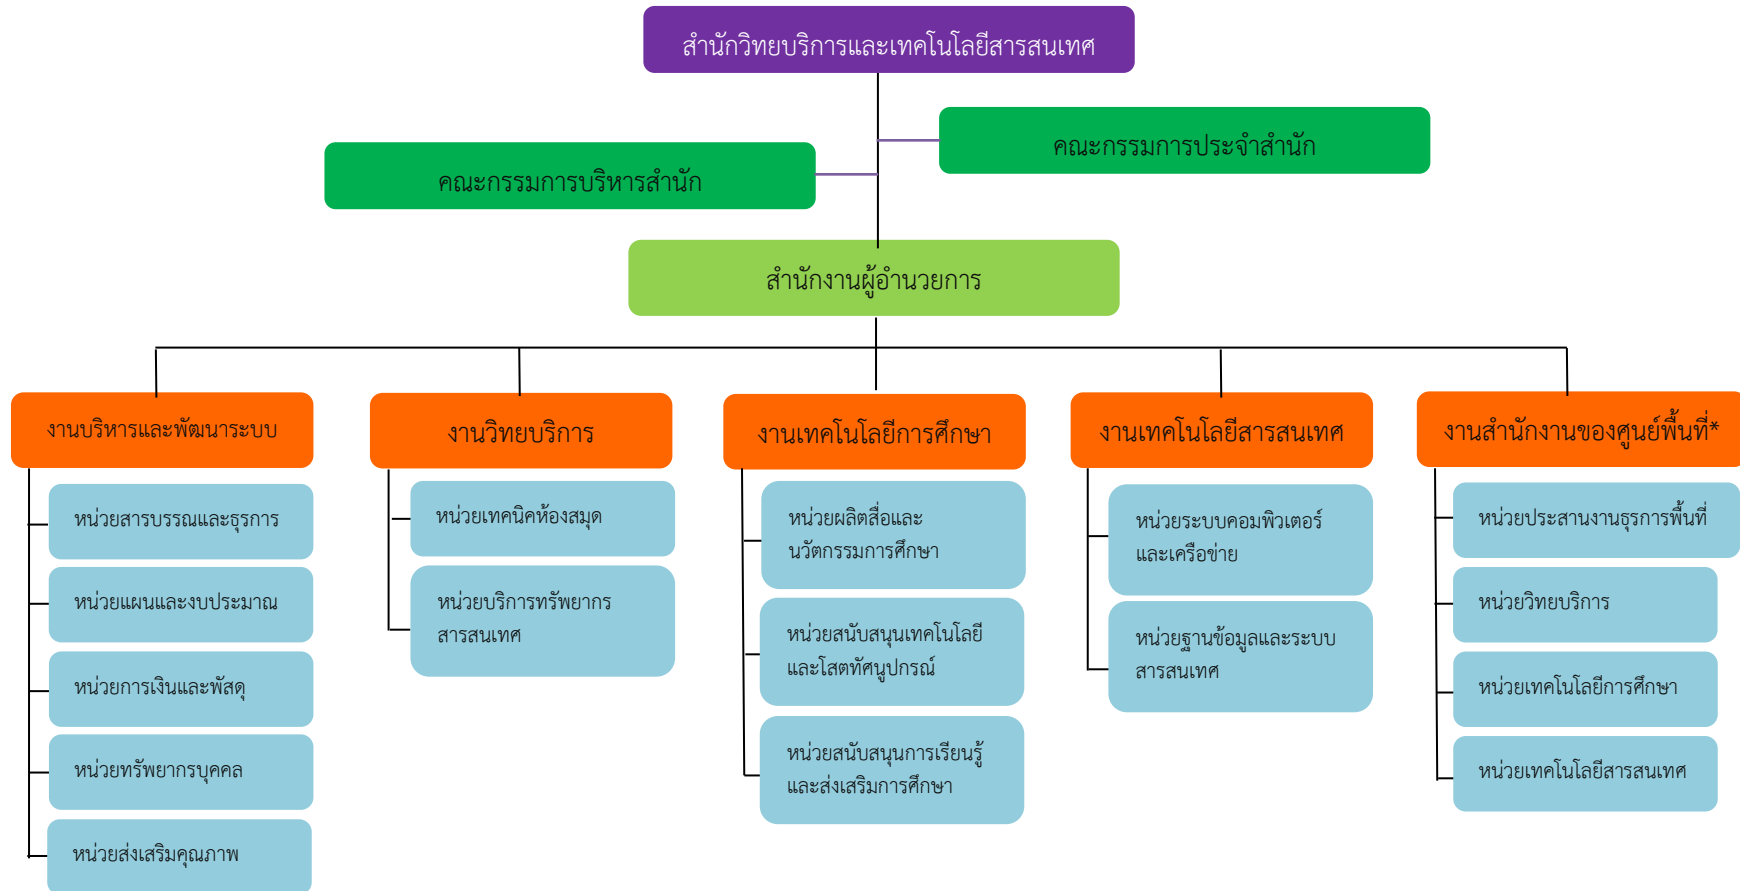 สำนักวิทยบริการและเทคโนโลยีสารสนเทศ
คณะกรรมการประจำสำนัก
คณะกรรมการบริหารสำนัก
สำนักงานผู้อำนวยการ
งานบริหารและพัฒนาระบบ
หน่วยสารบรรณและธุรการ
หน่วยแผนและงบประมาณ
หน่วยการเงินและพัสดุ
หน่วยทรัพยากรบุคคล
หน่วยส่งเสริมคุณภาพ
งานวิทยบริการ
หน่วยเทคนิคห้องสมุด
หน่วยบริการทรัพยากร
สารสนเทศ
งานเทคโนโลยีการศึกษา
หน่วยผลิตสื่อและ
นวัตกรรมการศึกษา
หน่วยสนับสนุนเทคโนโลยี
และโสตทัศนูปกรณ์
หน่วยสนับสนุนการเรียนรู้
และส่งเสริมการศึกษา
งานเทคโนโลยีสารสนเทศ
หน่วยระบบคอมพิวเตอร์
และเครือข่าย
หน่วยฐานข้อมูลและระบบ
สารสนเทศ
งานสำนักงานของศูนย์พื้นที่*
หน่วยประสานงานธุรการพื้นที่
หน่วยวิทยบริการ
หน่วยเทคโนโลยีการศึกษา
หน่วยเทคโนโลยีสารสนเทศ